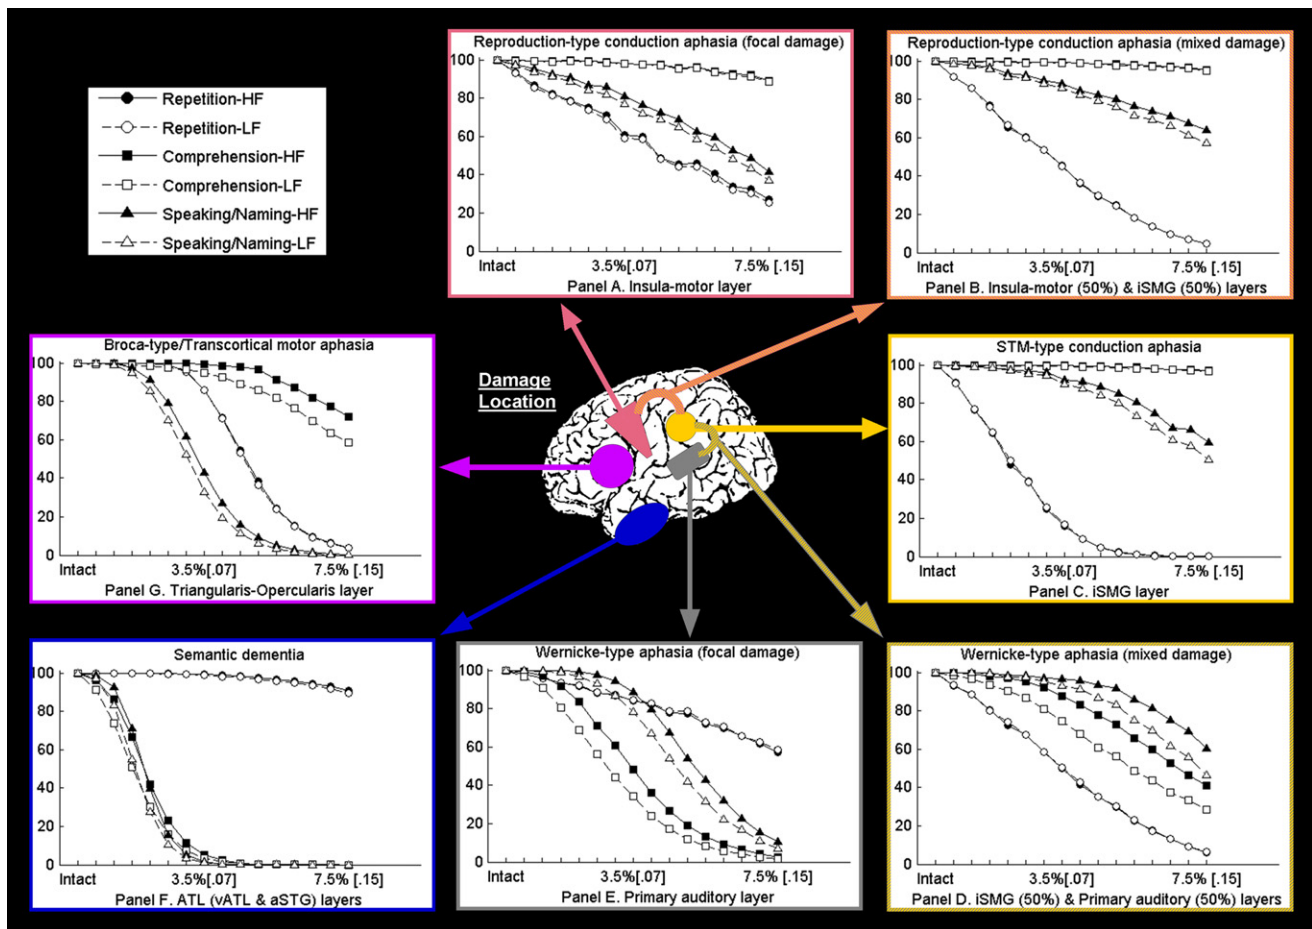 Repetition-HF
Repetition-LF
Comprehension-HF
Comprehension-LF
Speaking/Naming-HF
Speaking/Naming-LF
Reproduction-type conduction aphasia (focal damage)
100
80
60
40
20
0
Intact 3.5%[.07] 7.5% [.15]
Panel A. Insula-motor layer
Reproduction-type conduction aphasia (mixed damage)
100
80
60
40
20
0
Intact 3.5%[.07] 7.5% [.15]
Panel B. Insula-motor (50%) & iSMG (50%) layers
Broca-type/Transcortical motor aphasia
100
80
60
40
20
0
Intact 3.5%[.07] 7.5% [.15]
Panel G. Triangularis-Opercularis layer
Damage
Location
STM-type conduction aphasia
100
80
60
40
20
0
Intact 3.5%[.07] 7.5% [.15]
Panel C. iSMG layer
Semantic dementia
100
80
60
40
20
0
Intact 3.5%[.07] 7.5% [.15]
Panel F. ATL (vATL & aSTG) layers
Wernicke-type aphasia (focal damage)
100
80
60
40
20
0
Intact 3.5%[.07] 7.5% [.15]
Panel E. Primary auditory layer
Wernicke-type aphasia (mixed damage)
100
80
60
40
20
0
Intact 3.5%[.07] 7.5% [.15]
Panel D. iSMG (50%) & Primary auditory (50%) layers